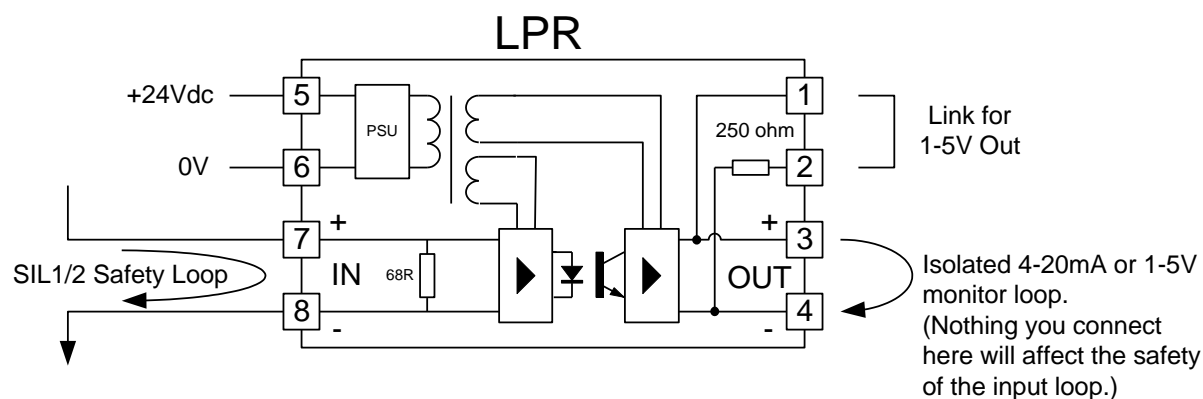 LPR
+24Vdc
5
PSU
1
250 ohm
Link for
1-5V Out
0V
6
2
7
+
+
3
SIL1/2 Safety Loop
IN
68R
OUT
Isolated 4-20mA or 1-5V
monitor loop.
(Nothing you connect
here will affect the safety
of the input loop.)
8
-
-
4